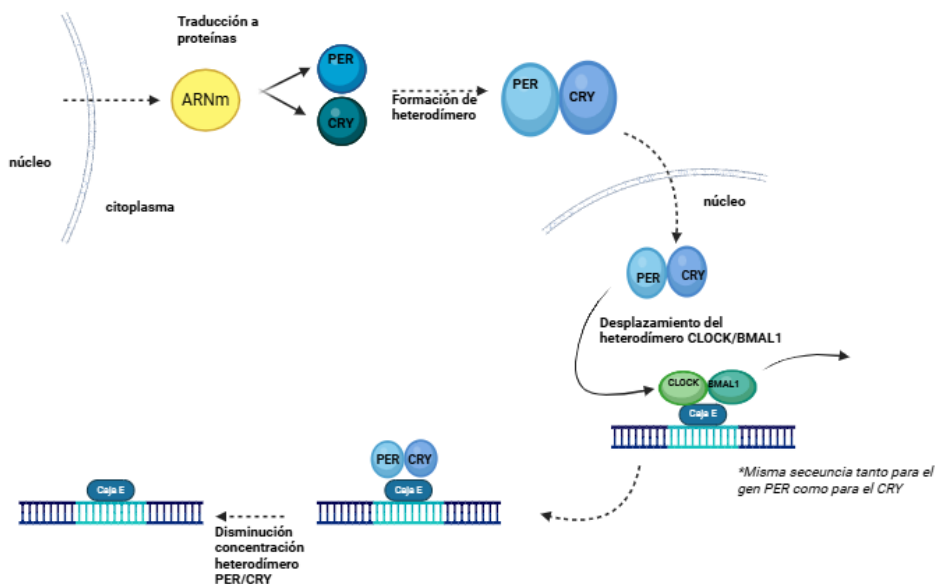 Traducción a
proteínas
ARNm
PER
CRY
Formación de
heterodímero
PER
CRY
núcleo
citoplasma
núcleo
PER
CRY
Desplazamiento del
heterodímero CLOCK/BMAL1
CLOCK
BMAL1
Caja E
*Misma seceuncia tanto para el
gen PER como para el CRY
PER
CRY
Caja E
Caja E
Disminución
concentración
heterodímero
PER/CRY